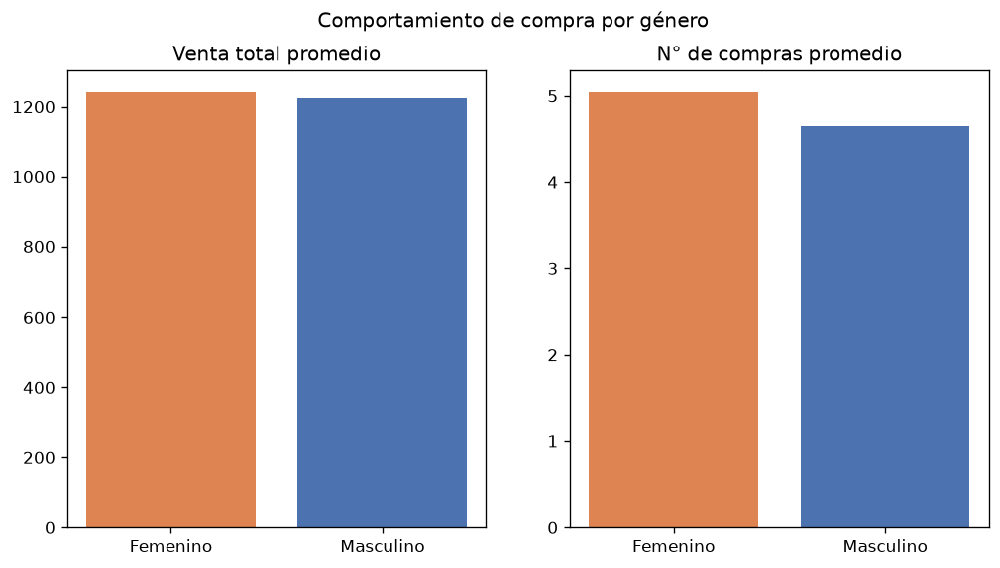 Comportamiento de compra por género
Venta total promedio
1200
1000
800
600
400
200
0
Femenino
Masculino
N° de compras promedio
5
4
3
2
1
0
Femenino
Masculino